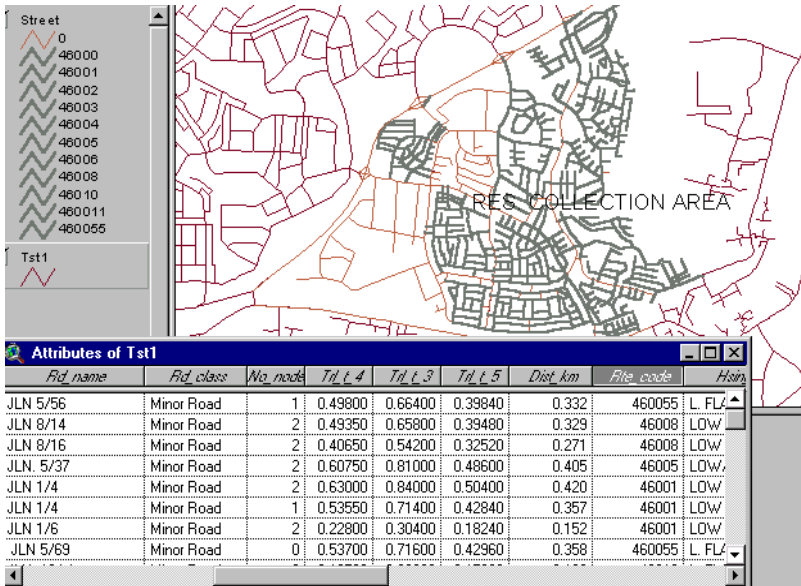 Street
0
46000
46001
46002
46003
46004
46005
46006
46008
46010
460011
460055
Tst1
RES. COLLECTION AREA
Attributes of Tst1
Rd_name Rd_class No_node Trl_t_4 Trl_t_3 Trl_t_5 Dist_km Rte_code Hsin
JLN 5/56 Minor Road 1 0.49800 0.66400 0.39840 0.332 460055 L. FLA
JLN 8/14 Minor Road 2 0.49350 0.65800 0.39480 0.329 46008 LOW
JLN 8/16 Minor Road 2 0.40650 0.54200 0.32520 0.271 46008 LOW
JLN. 5/37 Minor Road 2 0.60750 0.81000 0.48600 0.405 46005 LOW
JLN 1/4 Minor Road 2 0.63000 0.84000 0.50400 0.420 46001 LOW
JLN 1/4 Minor Road 1 0.53550 0.71400 0.42840 0.357 46001 LOW
JLN 1/6 Minor Road 2 0.22800 0.30400 0.18240 0.152 46001 LOW
JLN 5/69 Minor Road 0 0.53700 0.71600 0.42960 0.358 460055 L. FLA